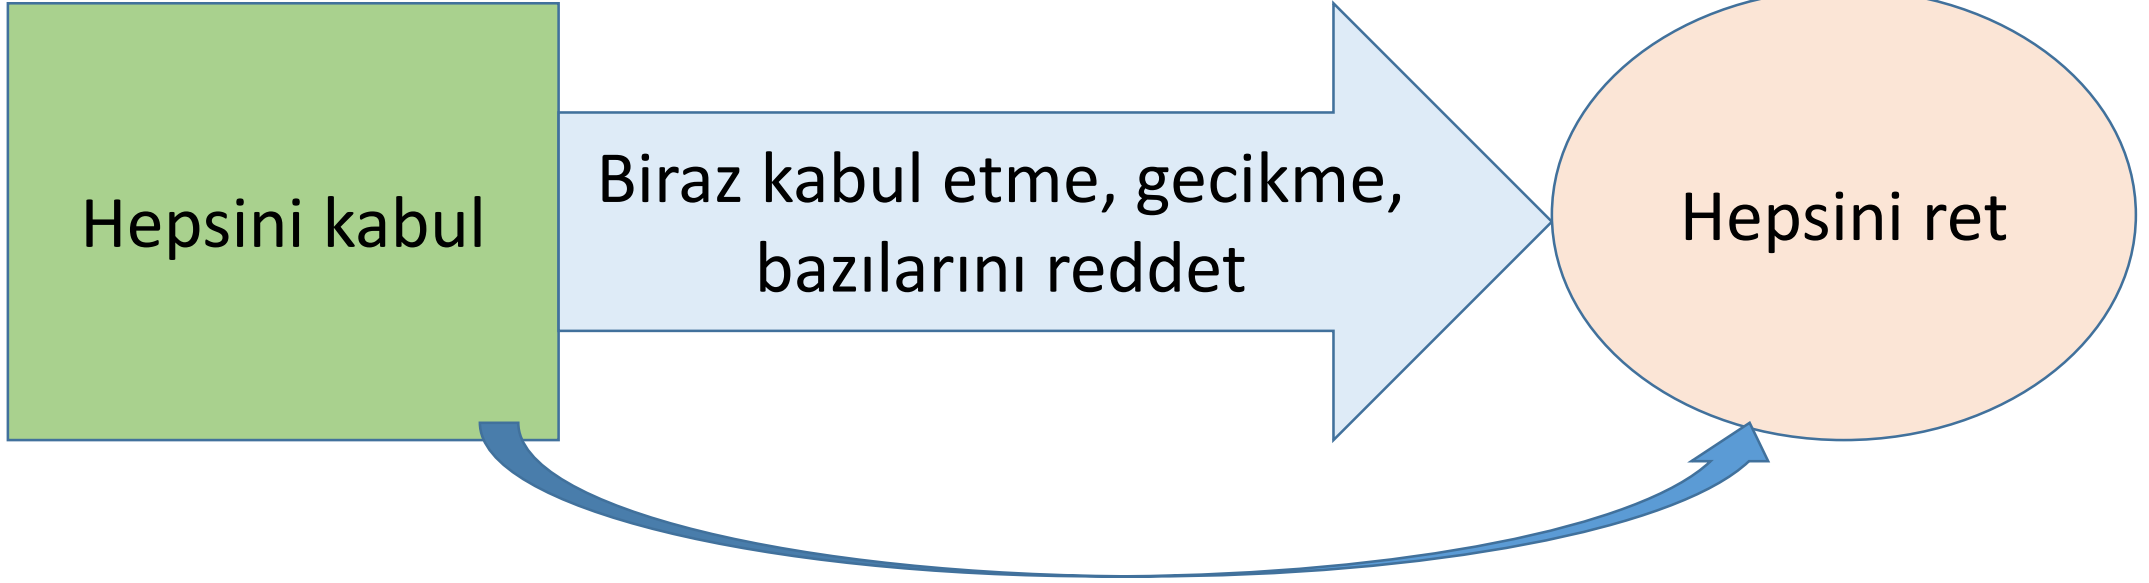 Hepsini kabul
Biraz kabul etme, gecikme,
bazılarını reddet
Hepsini ret